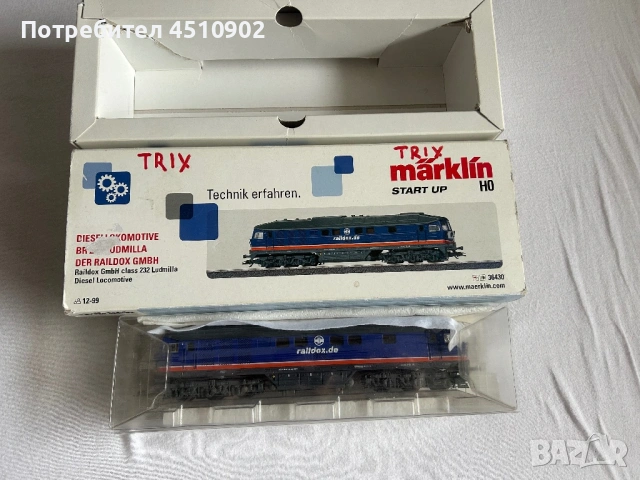 Потребител 4510902
TRIX
TRIX
märklin
START UP
H0
Technik erfahren.
raildox.de
DIESELLOKOMOTIVE
BR 2 LUDMILLA
DER RAILDOX GMBH
Raildox GmbH class 232 Ludmilla
Diesel Locomotive
12-99
36430
www.maerklin.com
raildox.de
BAZAR